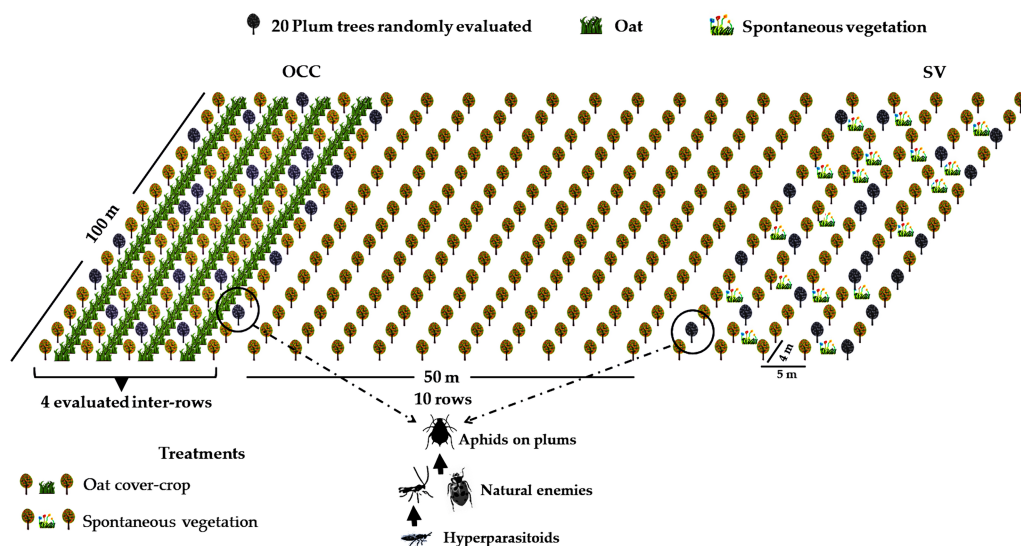 20 Plum trees randomly evaluated
Oat
Spontaneous vegetation
OCC
SV
100 m
4 m
5 m
50 m
10 rows
4 evaluated inter-rows
Aphids on plums
Treatments
Oat cover-crop
Natural enemies
Spontaneous vegetation
Hyperparasitoids